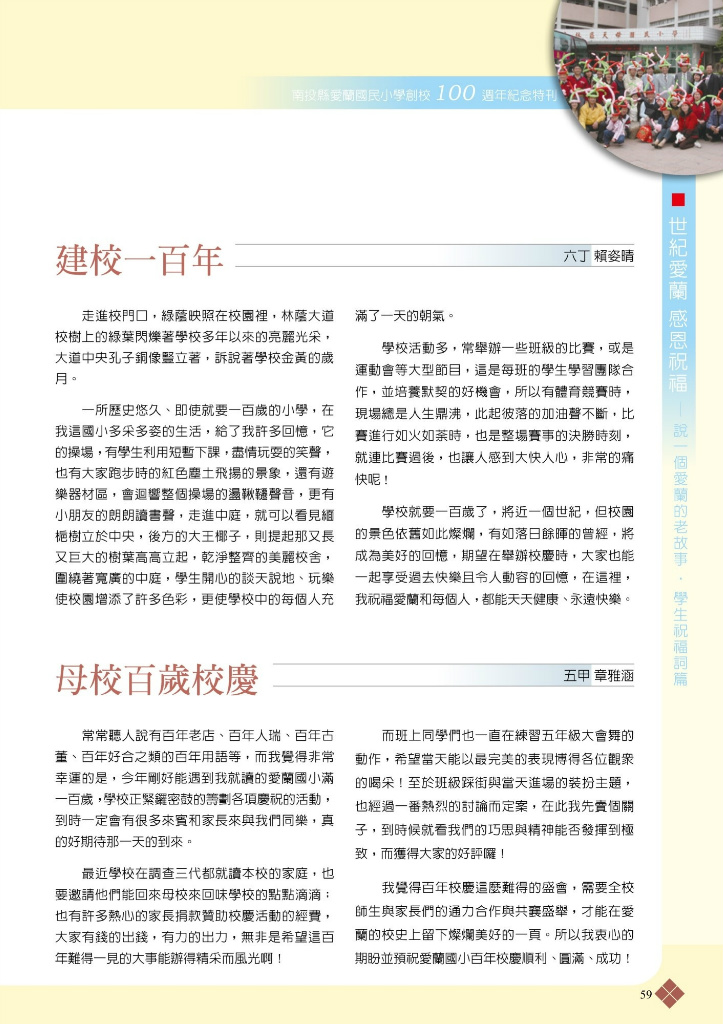 南投縣愛蘭國民小學創校 100 週年紀念特刊
世紀愛蘭 感恩祝福 — 說一個愛蘭的老故事．學生祝福詞篇
建校一百年
六丁 賴姿晴
走進校門口，綠蔭映照在校園裡，林蔭大道
校樹上的綠葉閃爍著學校多年以來的亮麗光采，
大道中央孔子銅像豎立著，訴說著學校金黃的歲
月。
一所歷史悠久、即使就要一百歲的小學，在
我這國小多采多姿的生活，給了我許多回憶，它
的操場，有學生利用短暫下課，盡情玩耍的笑聲，
也有大家跑步時的紅色塵土飛揚的景象，還有遊
樂器材區，會迴響整個操場的盪鞦韆聲音，更有
小朋友的朗朗讀書聲，走進中庭，就可以看見緬
梔樹立於中央，後方的大王椰子，則提起那又長
又巨大的樹葉高高立起，乾淨整齊的美麗校舍，
圍繞著寬廣的中庭，學生開心的談天說地、玩樂
使校園增添了許多色彩，更使學校中的每個人充
滿了一天的朝氣。
學校活動多，常舉辦一些班級的比賽，或是
運動會等大型節目，這是每班的學生學習團隊合
作，並培養默契的好機會，所以有體育競賽時，
現場總是人生鼎沸，此起彼落的加油聲不斷，比
賽進行如火如荼時，也是整場賽事的決勝時刻，
就連比賽過後，也讓人感到大快人心，非常的痛
快呢！
學校就要一百歲了，將近一個世紀，但校園
的景色依舊如此燦爛，有如落日餘暉的曾經，將
成為美好的回憶，期望在舉辦校慶時，大家也能
一起享受過去快樂且令人動容的回憶，在這裡，
我祝福愛蘭和每個人，都能天天健康、永遠快樂。
母校百歲校慶
五甲 章雅涵
常常聽人說有百年老店、百年人瑞、百年古
董、百年好合之類的百年用語等，而我覺得非常
幸運的是，今年剛好能遇到我就讀的愛蘭國小滿
一百歲，學校正緊鑼密鼓的籌劃各項慶祝的活動，
到時一定會有很多來賓和家長來與我們同樂，真
的好期待那一天的到來。
最近學校在調查三代都就讀本校的家庭，也
要邀請他們能回來母校來回味學校的點點滴滴；
也有許多熱心的家長捐款贊助校慶活動的經費，
大家有錢的出錢，有力的出力，無非是希望這百
年難得一見的大事能辦得精采而風光啊！
而班上同學們也一直在練習五年級大會舞的
動作，希望當天能以最完美的表現博得各位觀眾
的喝采！至於班級踩街與當天進場的裝扮主題，
也經過一番熱烈的討論而定案，在此我先賣個關
子，到時候就看我們的巧思與精神能否發揮到極
致，而獲得大家的好評囉！
我覺得百年校慶這麼難得的盛會，需要全校
師生與家長們的通力合作與共襄盛舉，才能在愛
蘭的校史上留下燦爛美好的一頁。所以我衷心的
期盼並預祝愛蘭國小百年校慶順利、圓滿、成功！
59